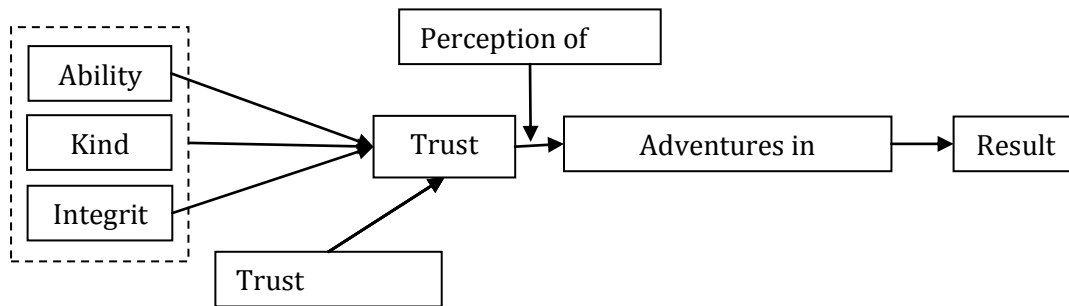 Perception of
Ability
Kind
Integrit
Trust
Adventures in
Result
Trust